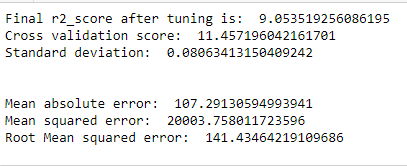 Final r2_score after tuning is:  9.053519256086195
Cross validation score:  11.457196042161701
Standard deviation:  0.08063413150409242
Mean absolute error:  107.29130594993941
Mean squared error:  20003.758011723596
Root Mean squared error:  141.43464219109686